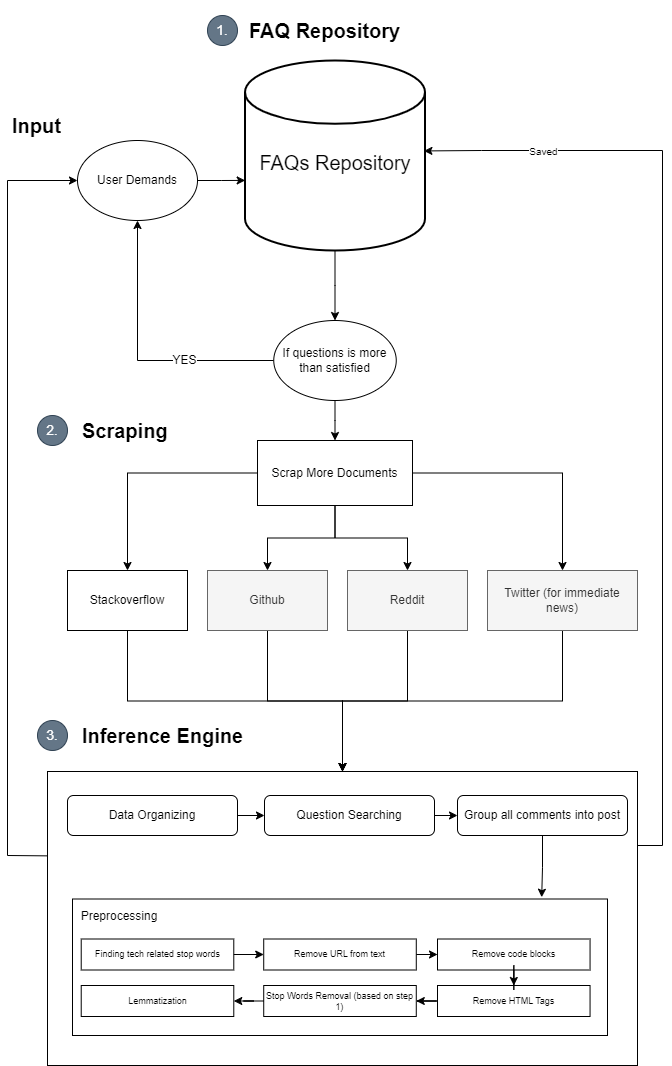 1.
FAQ Repository
Input
User Demands
FAQs Repository
Saved
If questions is more
than satisfied
YES
2.
Scraping
Scrap More Documents
Stackoverflow
Github
Reddit
Twitter (for immediate
news)
3.
Inference Engine
Data Organizing
Question Searching
Group all comments into post
Preprocessing
Finding tech related stop words
Remove URL from text
Remove code blocks
Lemmatization
Stop Words Removal (based on step
1)
Remove HTML Tags